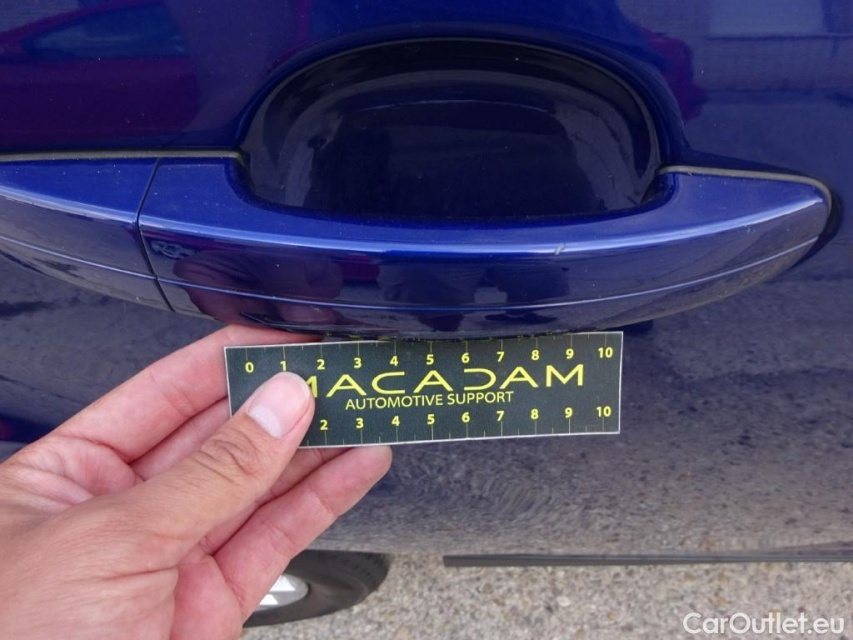 0 1 2 3 4 5 6 7 8 9 10
MACADAM
AUTOMOTIVE SUPPORT
2 3 4 5 6 7 8 9 10
CarOutlet.eu